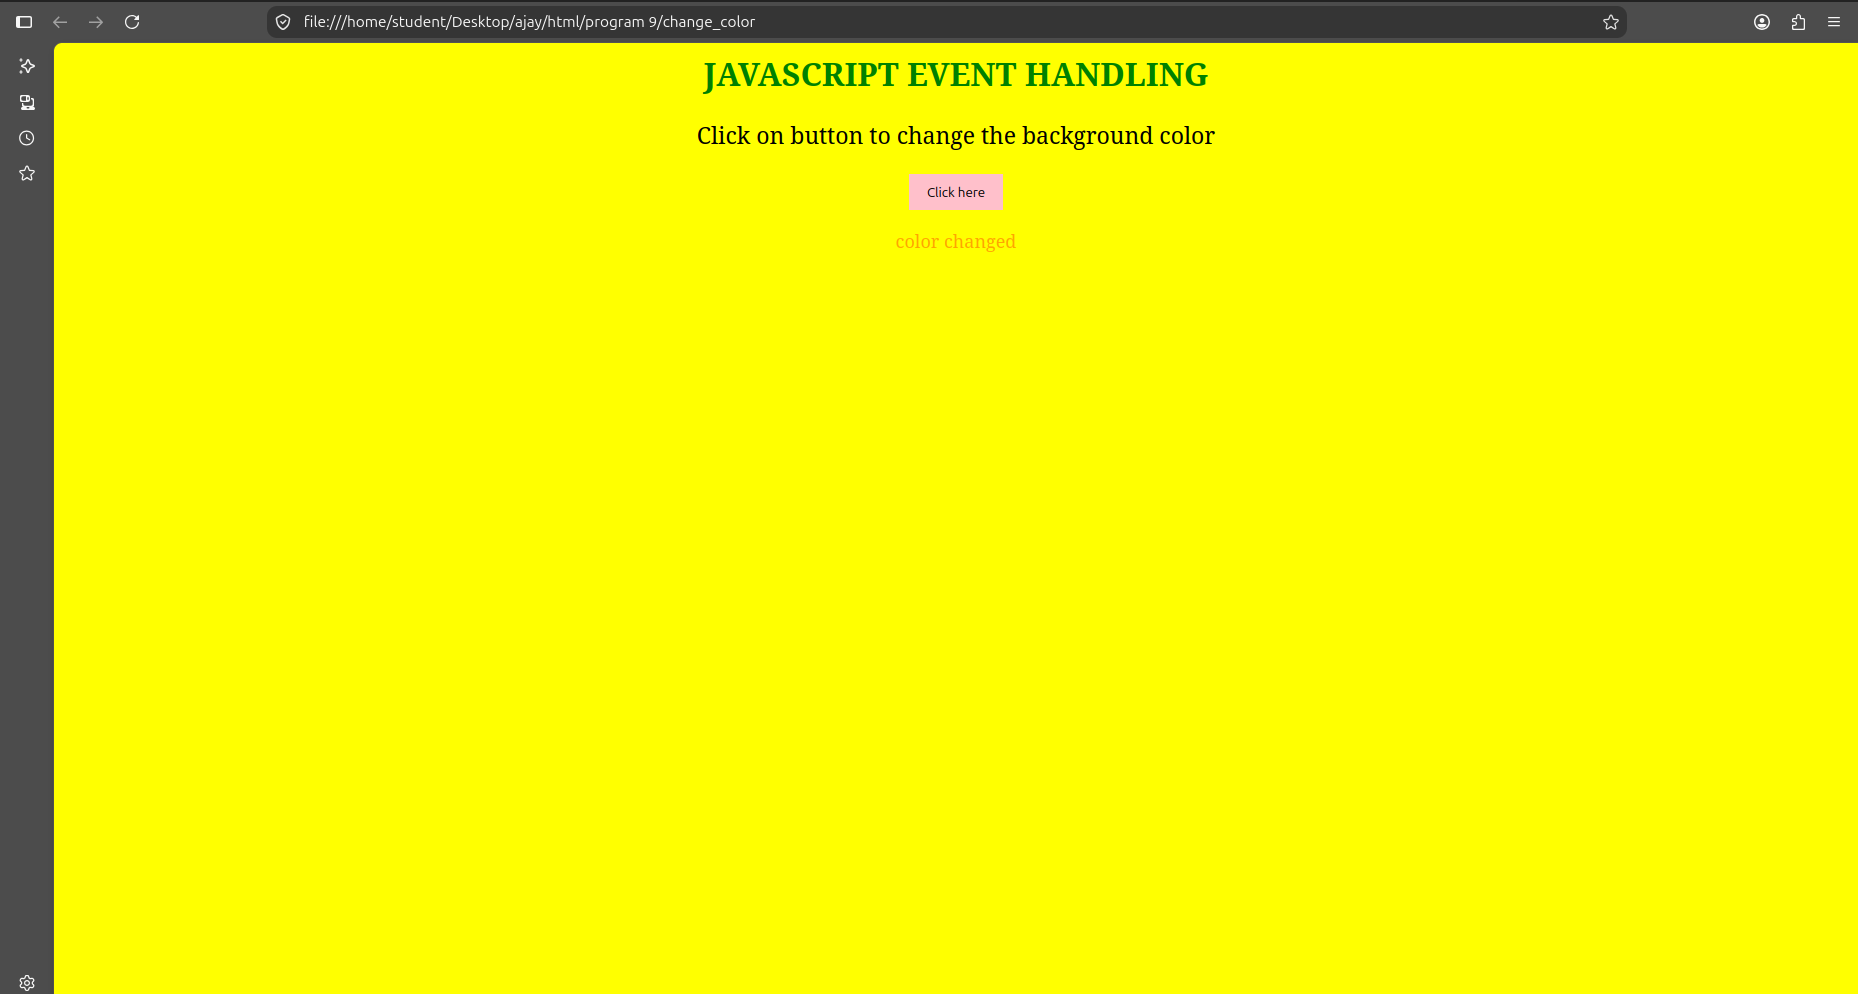 file:///home/student/Desktop/ajay/html/program 9/change_color
JAVASCRIPT EVENT HANDLING
Click on button to change the background color
Click here
color changed